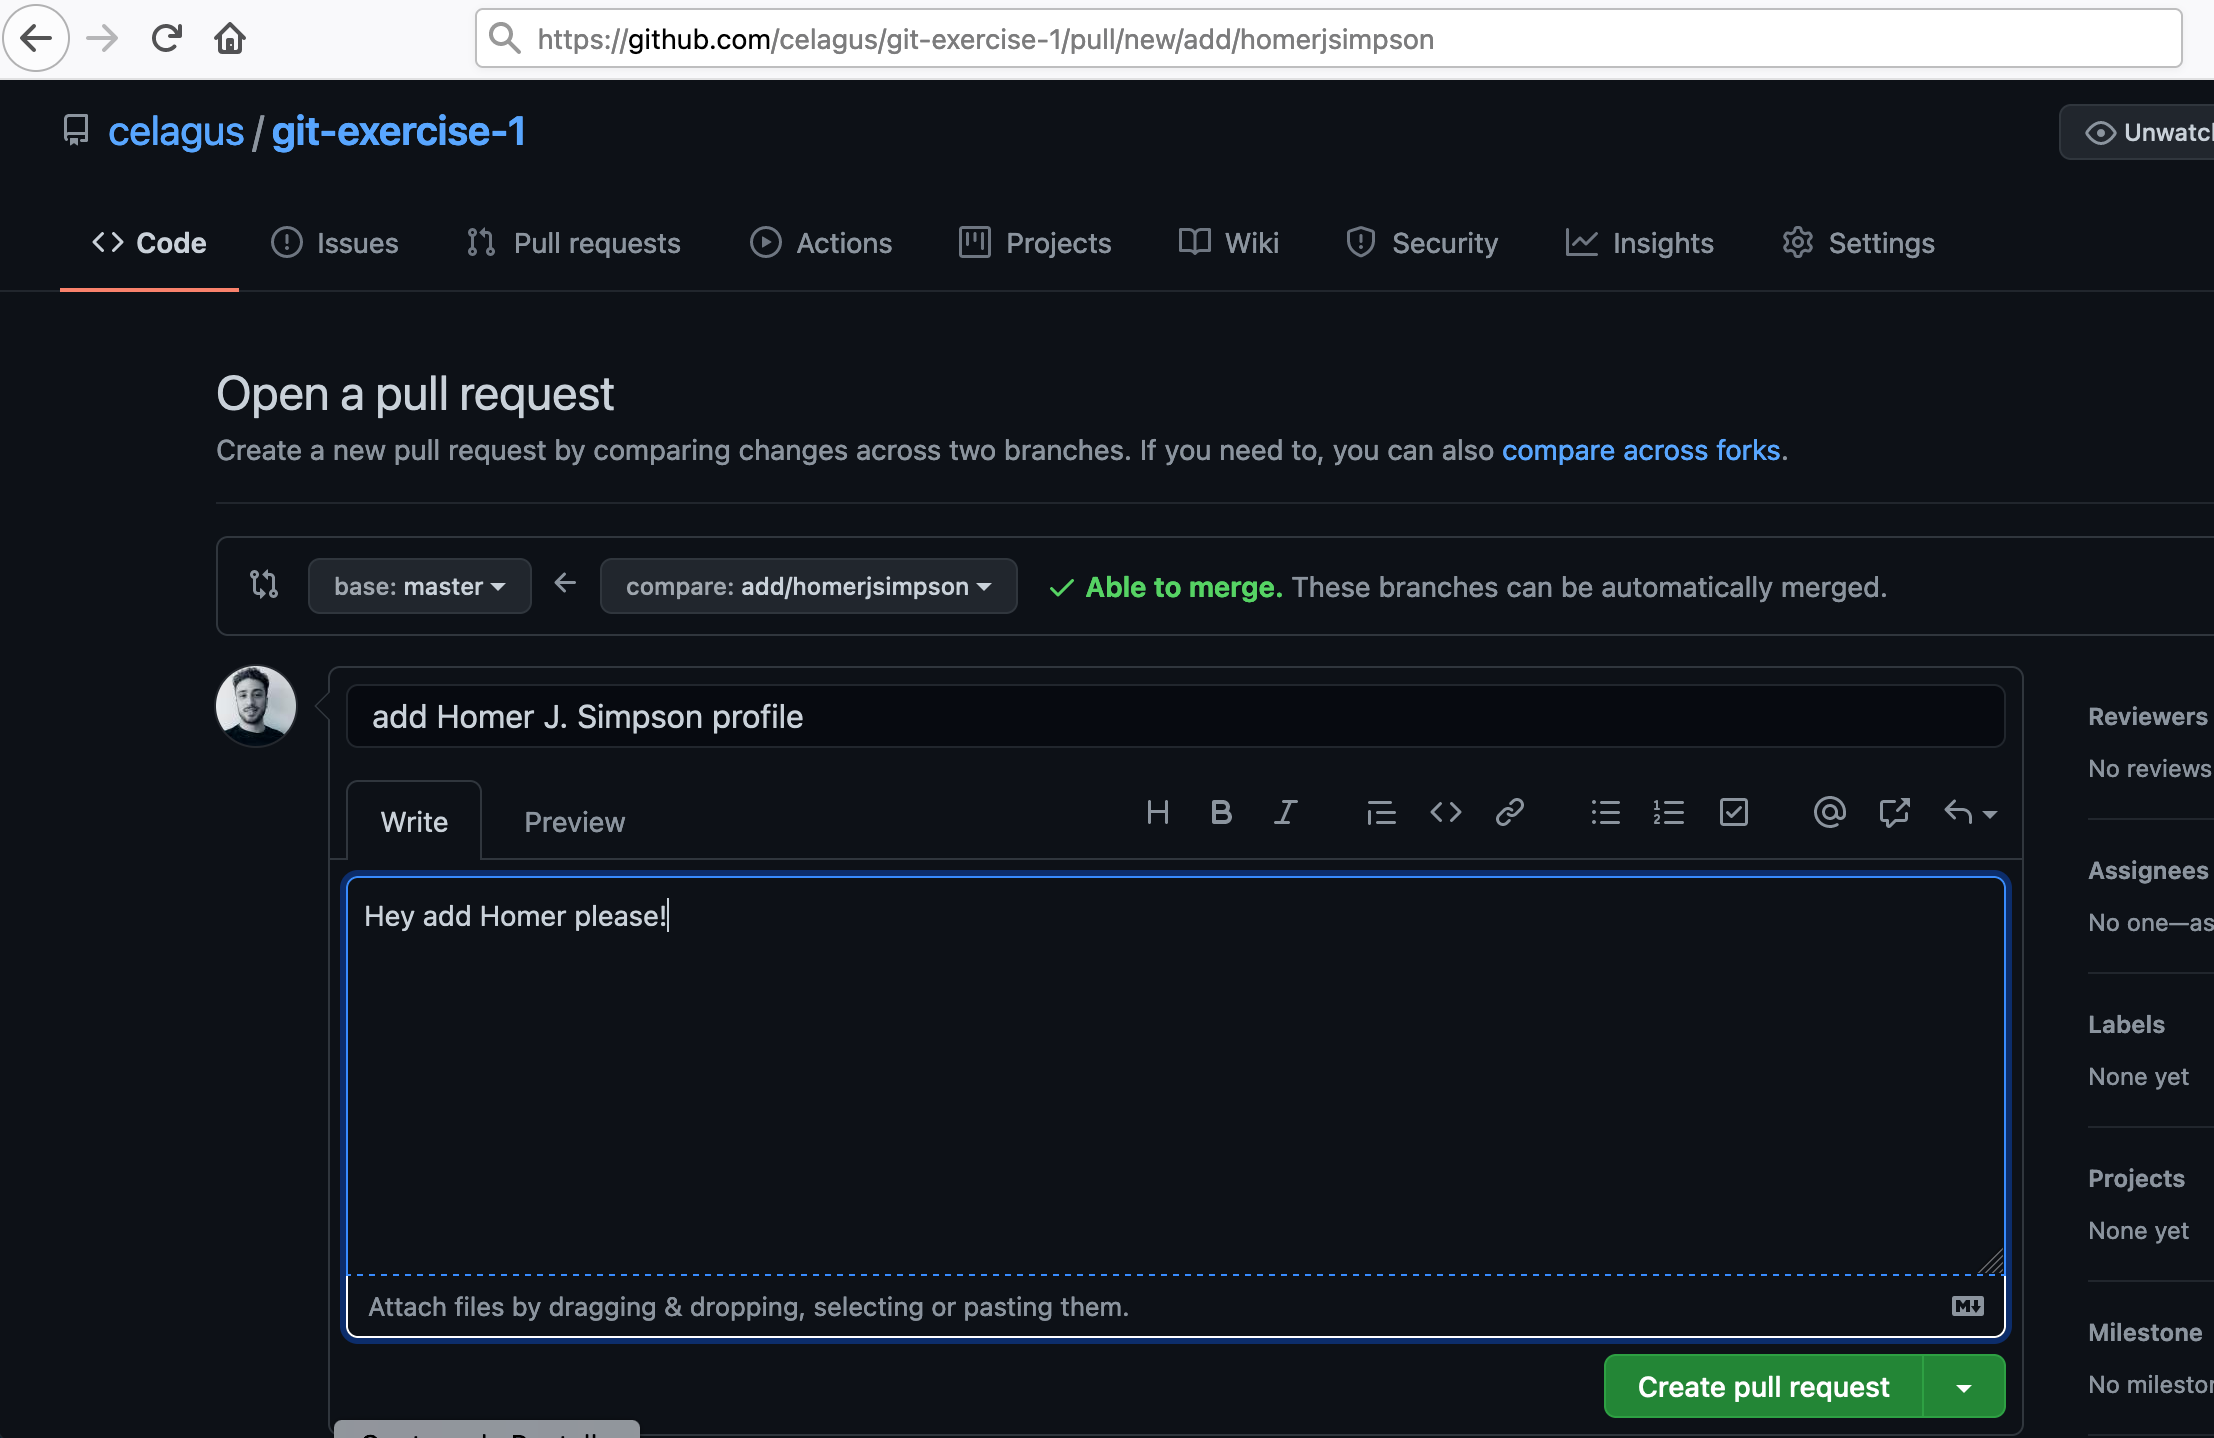 https://github.com/celagus/git-exercise-1/pull/new/add/homerjsimpson
celagus / git-exercise-1
Code Issues Pull requests Actions Projects Wiki Security Insights Settings
Open a pull request
Create a new pull request by comparing changes across two branches. If you need to, you can also compare across forks.
base: master compare: add/homerjsimpson Able to merge. These branches can be automatically merged.
add Homer J. Simpson profile
Write Preview
Hey add Homer please!
Attach files by dragging & dropping, selecting or pasting them.
Create pull request
Reviewers
No reviews
Assignees
No one—as
Labels
None yet
Projects
None yet
Milestone
No